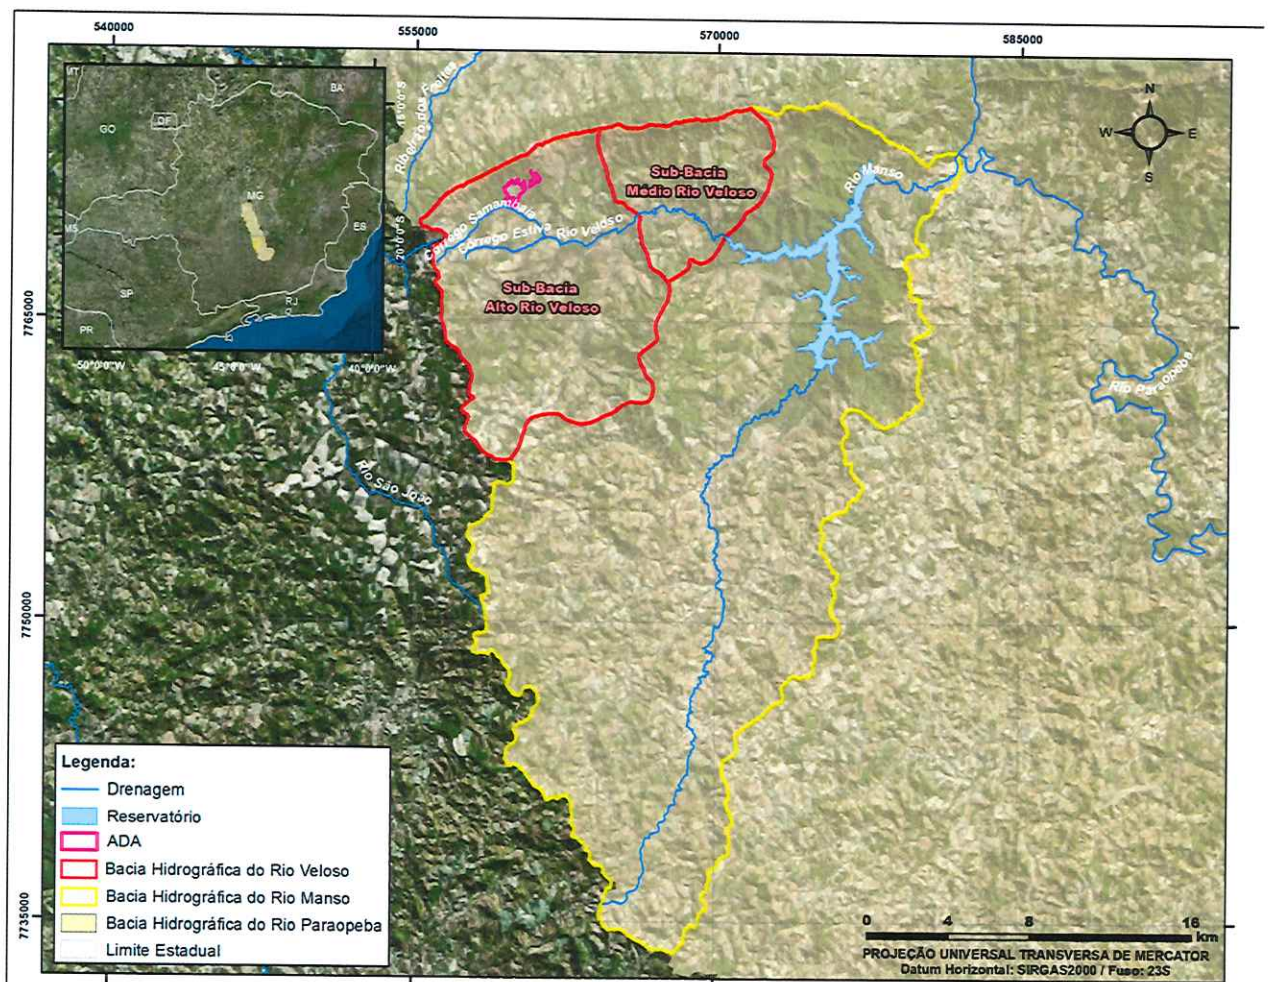 540000
555000
570000
585000
7765000
7750000
7735000
MT
GO
DF
BA
MG
MS
ES
SP
RJ
PR
15°0'0"S
20°0'0"S
50°0'0"W
45°0'0"W
40°0'0"W
N
W
E
S
Ribeirão dos Freitas
Sub-Bacia
Médio Rio Veloso
Rio Manso
Córrego Samambaia
Córrego Estiva
Rio Veloso
Sub-Bacia
Alto Rio Veloso
Rio Paraopeba
Rio São João
Legenda:
Drenagem
Reservatório
ADA
Bacia Hidrográfica do Rio Veloso
Bacia Hidrográfica do Rio Manso
Bacia Hidrográfica do Rio Paraopeba
Limite Estadual
0 4 8 16
km
PROJEÇÃO UNIVERSAL TRANSVERSA DE MERCATOR
Datum Horizontal: SIRGAS2000 / Fuso: 23S